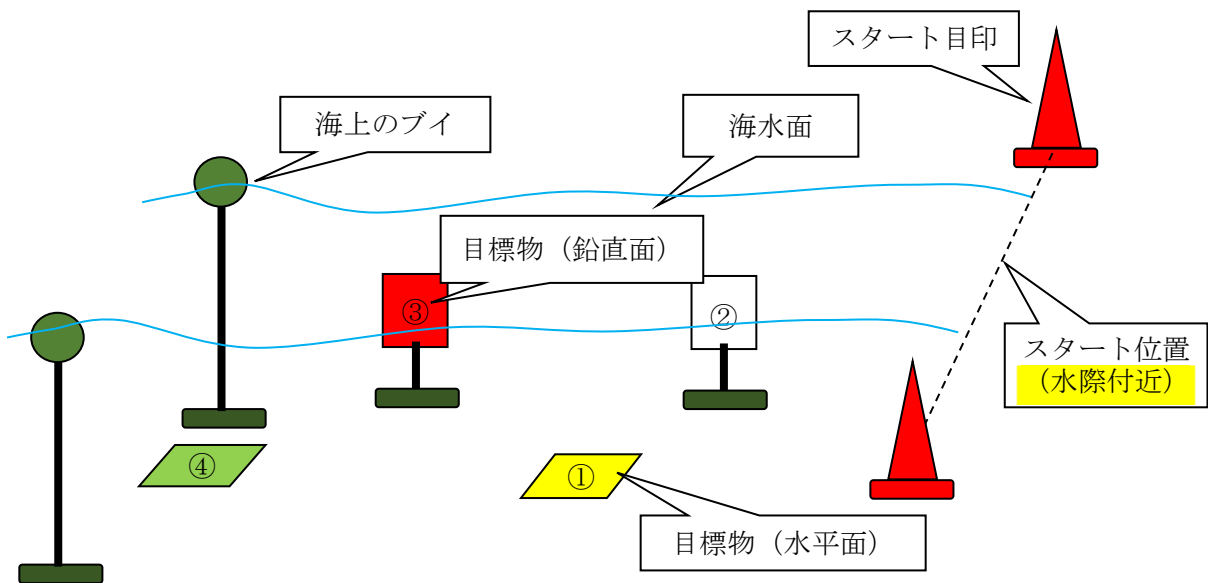 スタート目印
海上のブイ
海水面
目標物（鉛直面）
③
②
スタート位置
（水際付近）
④
①
目標物（水平面）